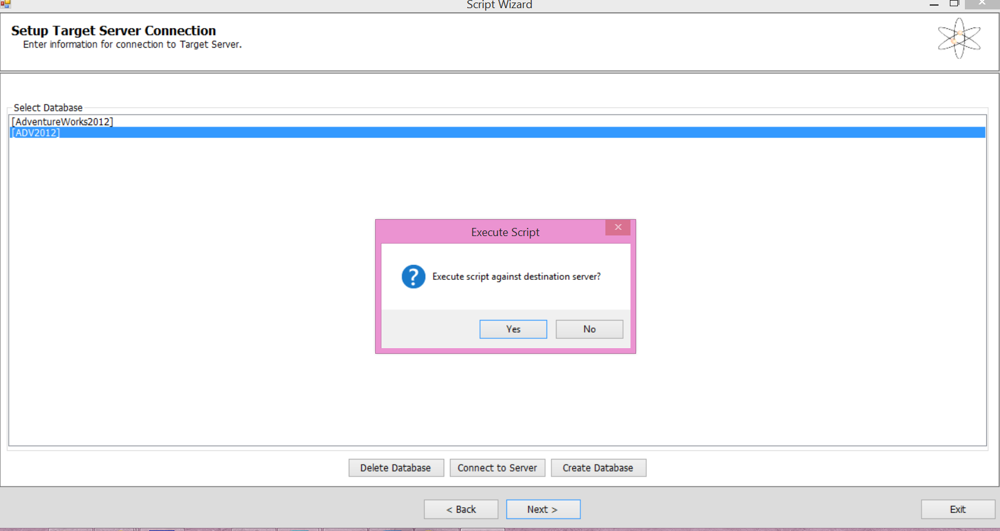 Script Wizard
Setup Target Server Connection
Enter information for connection to Target Server.
Select Database
[AdventureWorks2012]
[ADV2012]
Execute Script
Execute script against destination server?
Yes No
Delete Database Connect to Server Create Database
< Back Next > Exit